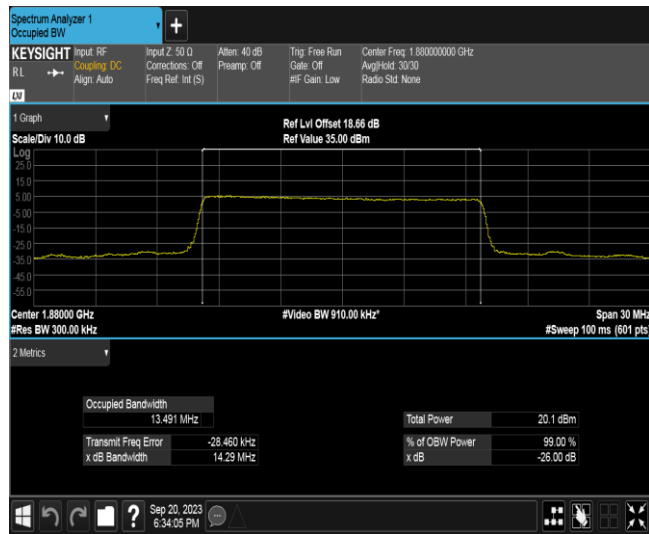 Spectrum Analyzer 1
Occupied BW
+
KEYSIGHT
RL
LXI
Input: RF
Coupling: DC
Align: Auto
Input Z: 50 Ω
Corrections: Off
Freq Ref: Int (S)
Atten: 40 dB
Preamp: Off
Trig: Free Run
Gate: Off
#IF Gain: Low
Center Freq: 1.880000000 GHz
Avg|Hold: 30/30
Radio Std: None
1 Graph
Scale/Div 10.0 dB
Ref Lvl Offset 18.66 dB
Ref Value 35.00 dBm
Log
25.0
15.0
5.00
-5.00
-15.0
-25.0
-35.0
-45.0
-55.0
Center 1.88000 GHz
#Res BW 300.00 kHz
#Video BW 910.00 kHz*
Span 30 MHz
#Sweep 100 ms (601 pts)
2 Metrics
Occupied Bandwidth
13.491 MHz
Transmit Freq Error -28.460 kHz
x dB Bandwidth 14.29 MHz
Total Power 20.1 dBm
% of OBW Power 99.00 %
x dB -26.00 dB
?
Sep 20, 2023
6:34:05 PM